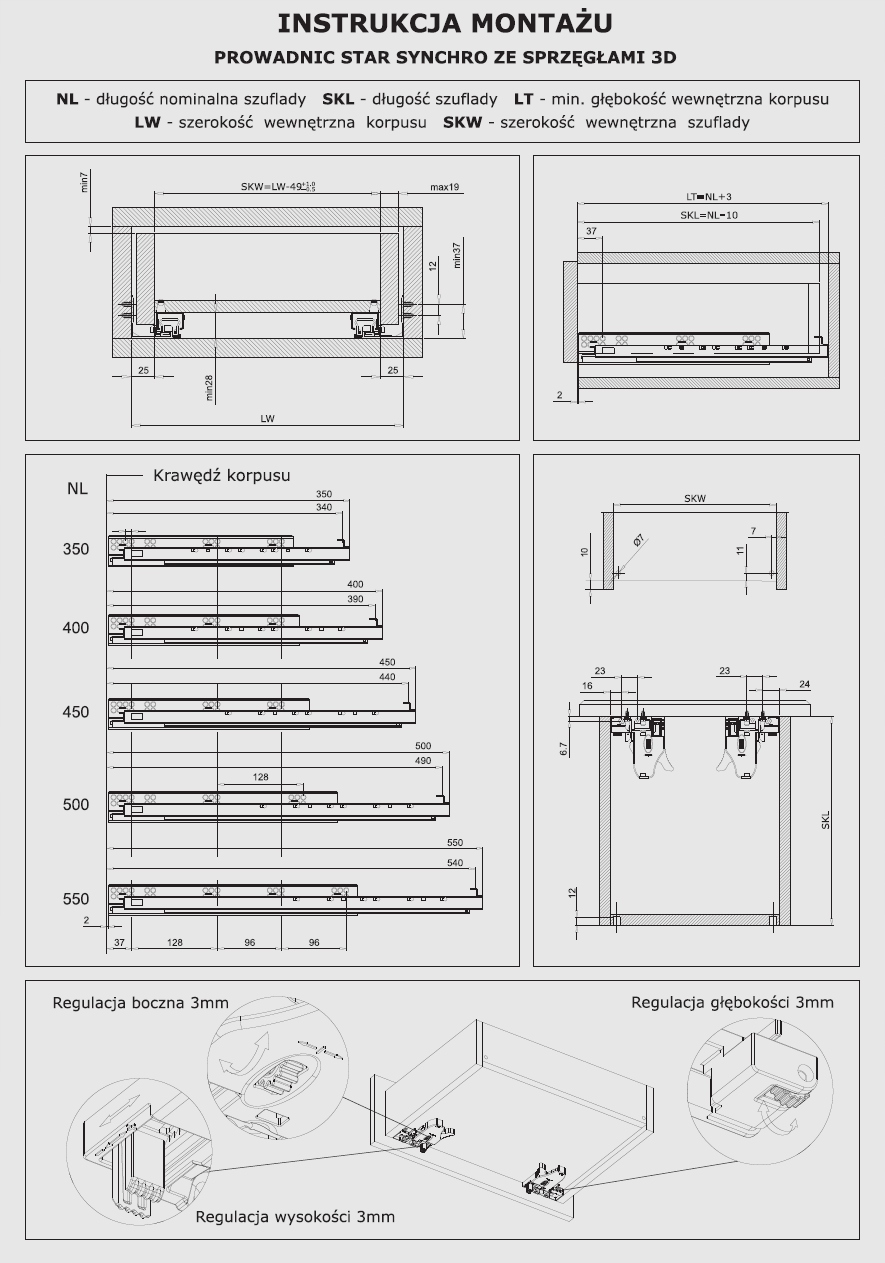 INSTRUKCJA MONTAŻU
PROWADNIC STAR SYNCHRO ZE SPRZĘGŁAMI 3D
NL - długość nominalna szuflady SKL - długość szuflady LT - min. głębokość wewnętrzna korpusu
LW - szerokość wewnętrzna korpusu SKW - szerokość wewnętrzna szuflady
min7
SKW=LW-49 +1.0 -0.5
max19
12
min37
25
min28
25
LW
LT=NL+3
SKL=NL-10
37
2
NL
Krawędź korpusu
350
340
350
400
390
400
450
440
450
500
490
128
500
550
540
550
2
37
128
96
96
SKW
10
Ø7
11
7
23
23
16
24
6.7
SKL
12
Regulacja boczna 3mm
Regulacja głębokości 3mm
Regulacja wysokości 3mm